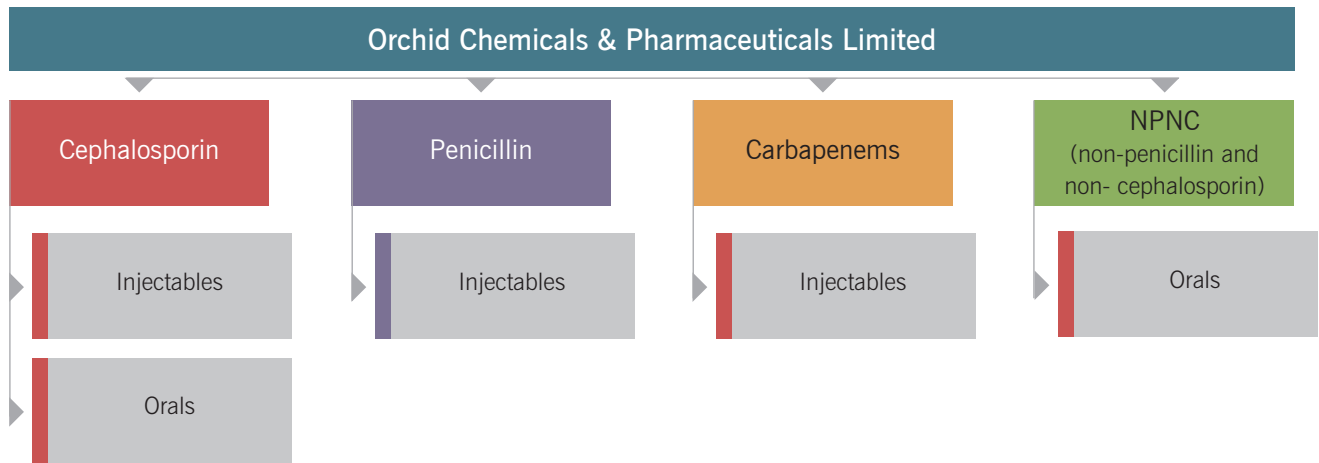 Orchid Chemicals & Pharmaceuticals Limited
Cephalosporin
Penicillin
Carbapenems
NPNC
(non-penicillin and
non- cephalosporin)
Injectables
Injectables
Injectables
Orals
Orals